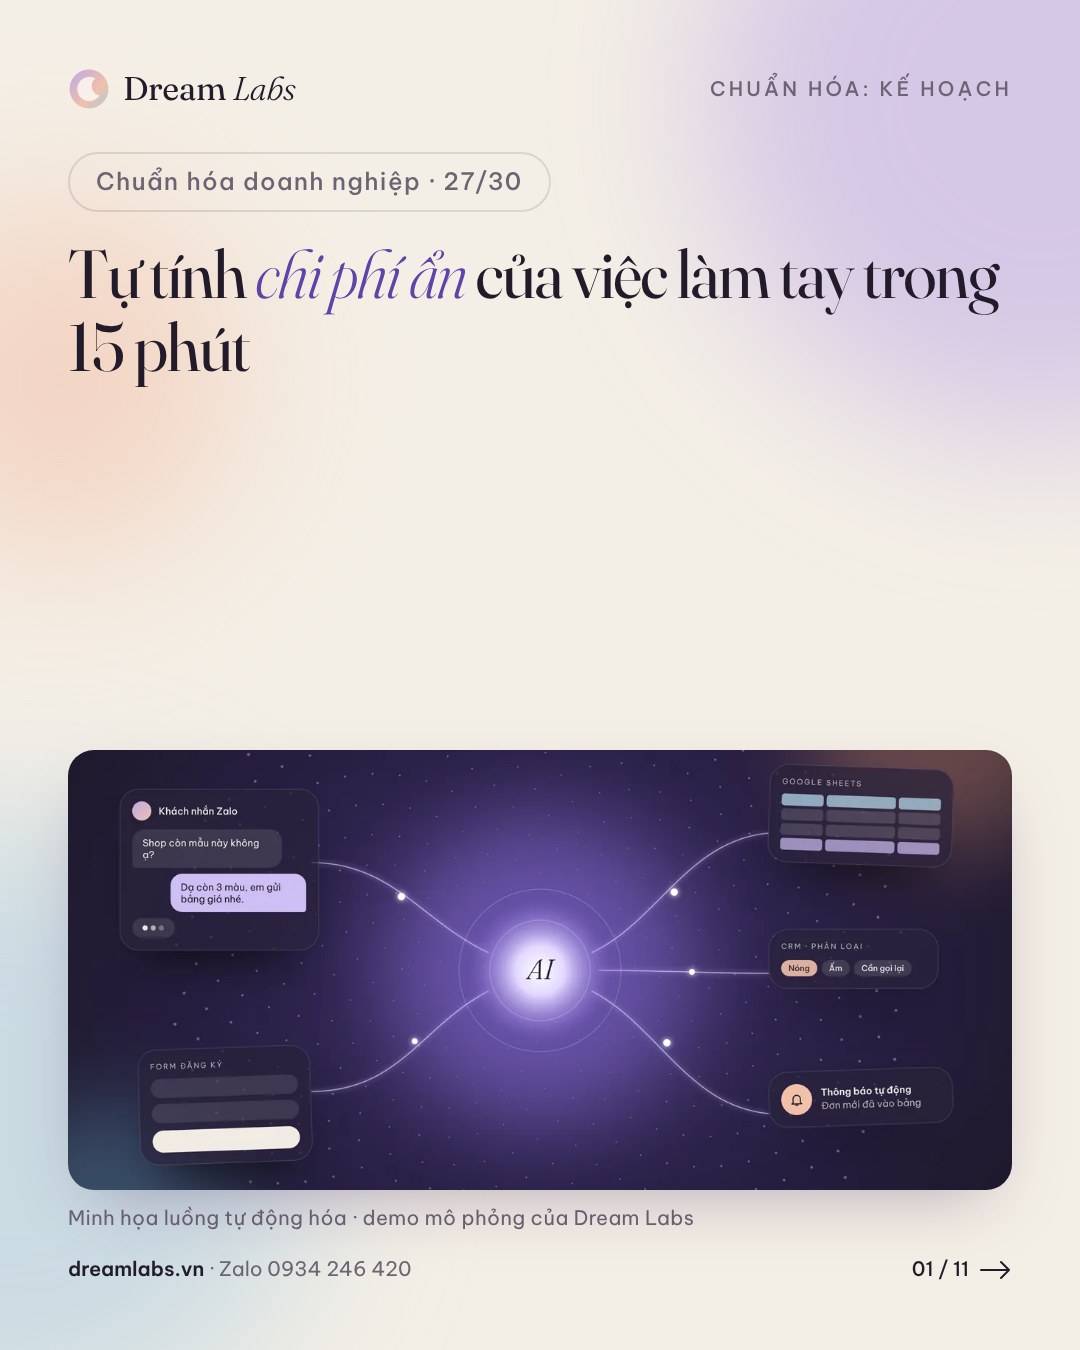 Dream Labs
CHUẨN HÓA: KẾ HOẠCH
Chuẩn hóa doanh nghiệp · 27/30
Tự tính chi phí ẩn của việc làm tay trong
15 phút
Khách nhắn Zalo
Shop còn mẫu này không
ạ?
Dạ còn 3 màu, em gửi
bảng giá nhé.
FORM ĐĂNG KÝ
AI
GOOGLE SHEETS
CRM · PHÂN LOẠI
Nóng
Ấm
Cần gọi lại
Thông báo tự động
Đơn mới đã vào bảng
Minh họa luồng tự động hóa · demo mô phỏng của Dream Labs
dreamlabs.vn · Zalo 0934 246 420
01 / 11